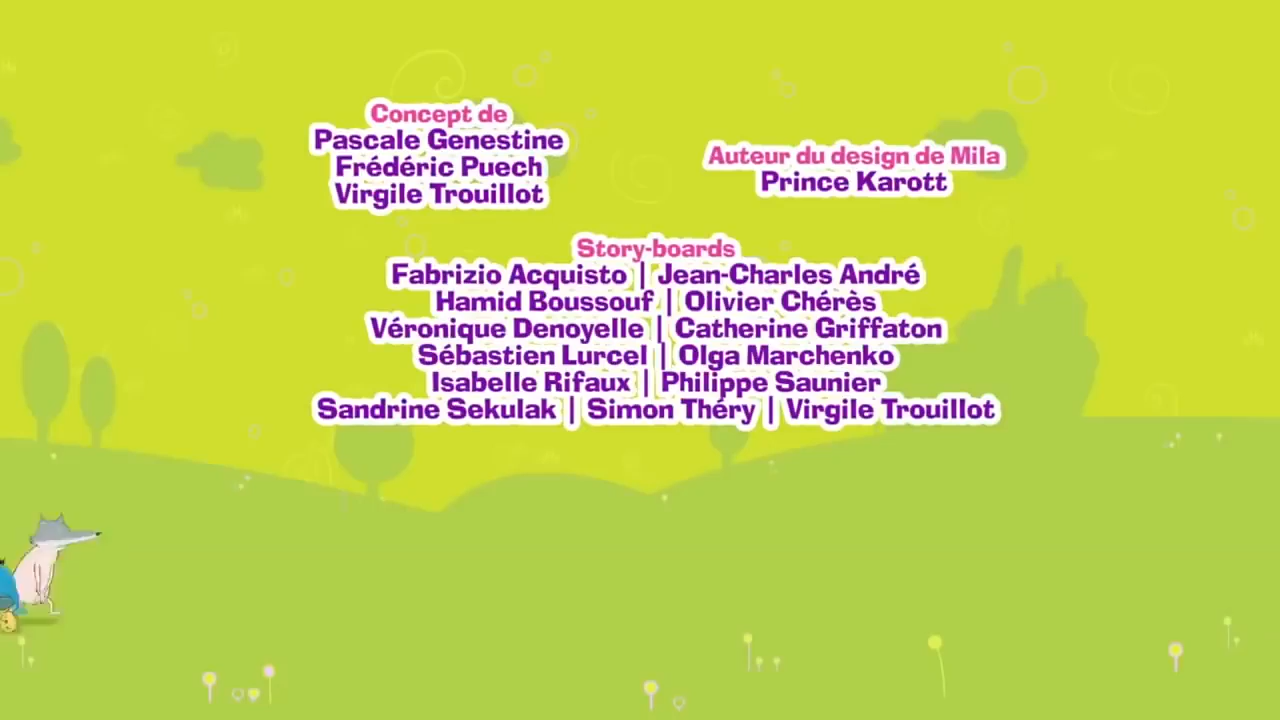 Concept de
Pascale Genestine
Frédéric Puech
Virgile Trouillot
Auteur du design de Mila
Prince Karott
Story-boards
Fabrizio Acquisto | Jean-Charles André
Hamid Boussouf | Olivier Chérès
Véronique Denoyelle | Catherine Griffaton
Sébastien Lurcel | Olga Marchenko
Isabelle Rifaux | Philippe Saunier
Sandrine Sekulak | Simon Théry | Virgile Trouillot